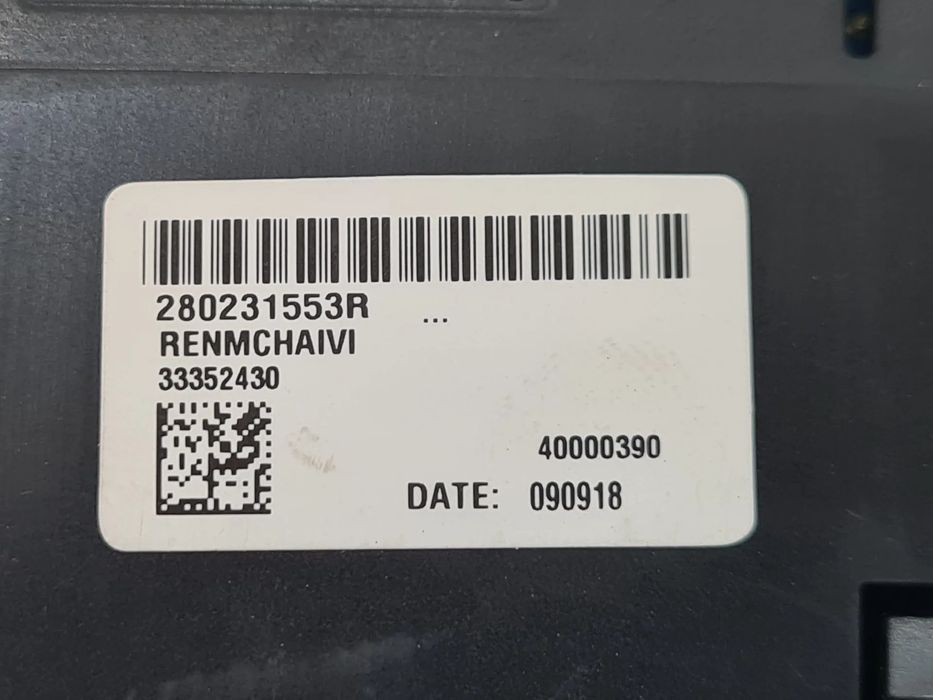 280231553R ...
RENMCHAIVI
33352430
40000390
DATE: 090918